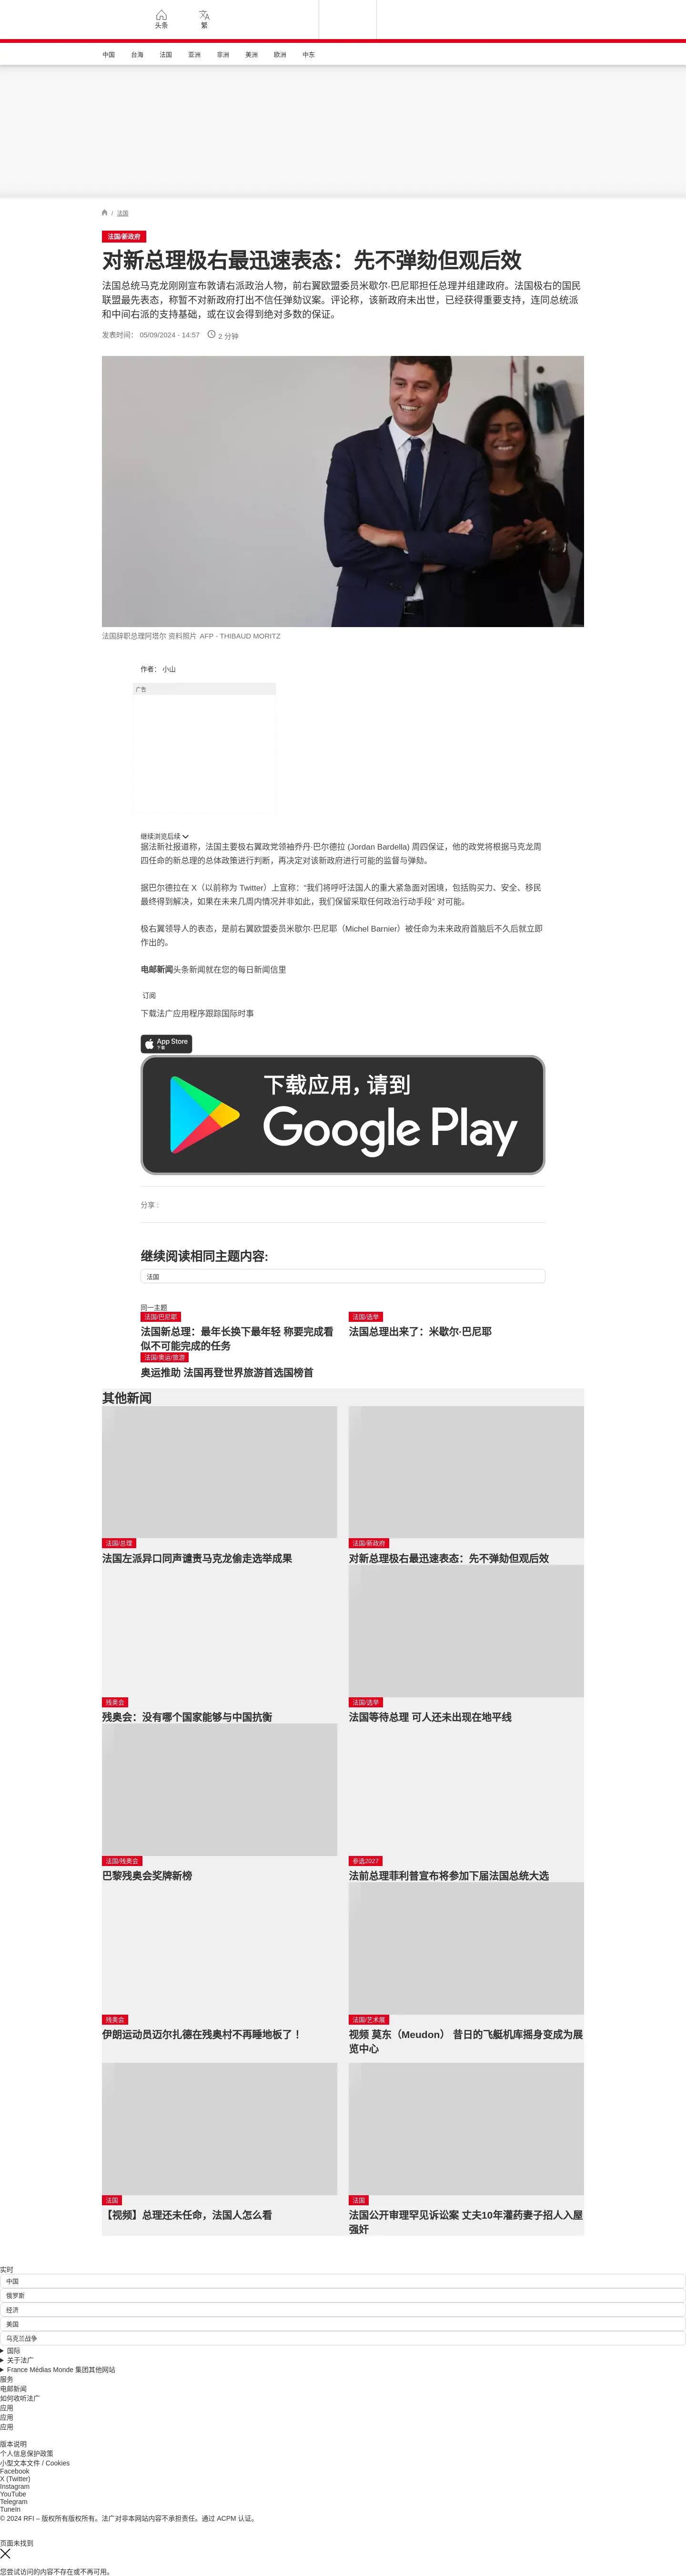 头条
繁
中国 台海 法国 亚洲 非洲 美洲 欧洲 中东
/ 法国
法国/新政府
对新总理极右最迅速表态：先不弹劾但观后效
法国总统马克龙刚刚宣布敦请右派政治人物，前右翼欧盟委员米歇尔·巴尼耶担任总理并组建政府。法国极右的国民
联盟最先表态，称暂不对新政府打出不信任弹劾议案。评论称，该新政府未出世，已经获得重要支持，连同总统派
和中间右派的支持基础，或在议会得到绝对多数的保证。
发表时间： 05/09/2024 - 14:57 2 分钟
法国辞职总理阿塔尔 资料照片 AFP - THIBAUD MORITZ
作者： 小山
广告
继续浏览后续
据法新社报道称，法国主要极右翼政党领袖乔丹·巴尔德拉 (Jordan Bardella) 周四保证，他的政党将根据马克龙周
四任命的新总理的总体政策进行判断，再决定对该新政府进行可能的监督与弹劾。
据巴尔德拉在 X（以前称为 Twitter）上宣称：“我们将呼吁法国人的重大紧急面对困境，包括购买力、安全、移民
最终得到解决，如果在未来几周内情况并非如此，我们保留采取任何政治行动手段” 对可能。
极右翼领导人的表态，是前右翼欧盟委员米歇尔·巴尼耶（Michel Barnier）被任命为未来政府首脑后不久后就立即
作出的。
电邮新闻头条新闻就在您的每日新闻信里
订阅
下载法广应用程序跟踪国际时事
App Store
下载
下载应用，请到
Google Play
分享 :
继续阅读相同主题内容:
法国
同一主题
法国/巴尼耶
法国新总理：最年长换下最年轻 称要完成看
似不可能完成的任务
法国/选举
法国总理出来了：米歇尔·巴尼耶
法国/奥运/旅游
奥运推助 法国再登世界旅游首选国榜首
其他新闻
法国/总理
法国左派异口同声谴责马克龙偷走选举成果
法国/新政府
对新总理极右最迅速表态：先不弹劾但观后效
残奥会
残奥会：没有哪个国家能够与中国抗衡
法国/选举
法国等待总理 可人还未出现在地平线
法国/残奥会
巴黎残奥会奖牌新榜
参选2027
法前总理菲利普宣布将参加下届法国总统大选
残奥会
伊朗运动员迈尔扎德在残奥村不再睡地板了 !
法国/艺术展
视频 莫东（Meudon） 昔日的飞艇机库摇身变成为展
览中心
法国
【视频】总理还未任命，法国人怎么看
法国
法国公开审理罕见诉讼案 丈夫10年灌药妻子招人入屋
强奸
实时
中国
俄罗斯
经济
美国
乌克兰战争
国际
关于法广
France Médias Monde 集团其他网站
服务
电邮新闻
如何收听法广
应用
应用
应用
版本说明
个人信息保护政策
小型文本文件 / Cookies
Facebook
X (Twitter)
Instagram
YouTube
Telegram
TuneIn
© 2024 RFI – 版权所有版权所有。法广对非本网站内容不承担责任。通过 ACPM 认证。
页面未找到
您尝试访问的内容不存在或不再可用。